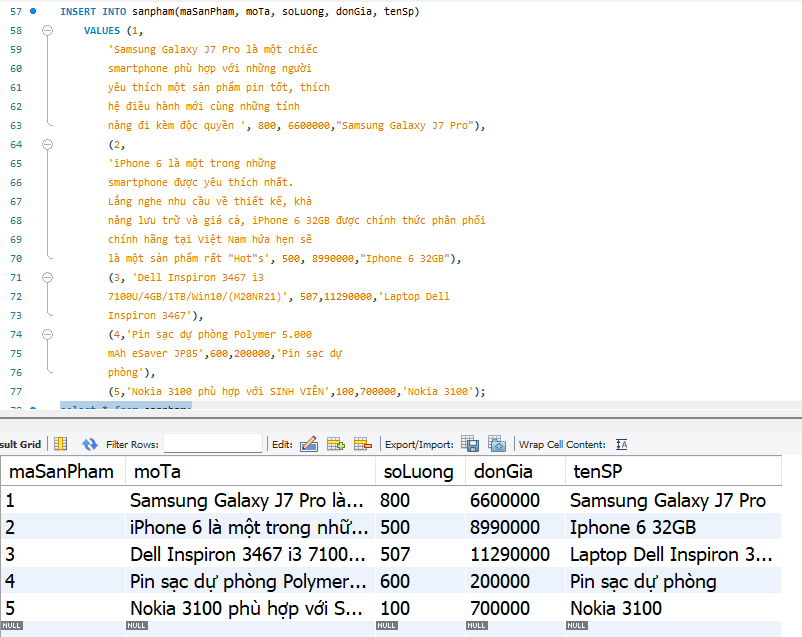 57 INSERT INTO sanpham(maSanPham, moTa, soLuong, donGia, tenSp)
58 VALUES (1,
59 'Samsung Galaxy J7 Pro là một chiếc
60 smartphone phù hợp với những người
61 yêu thích một sản phẩm pin tốt, thích
62 hệ điều hành mới cùng những tính
63 năng đi kèm độc quyền ', 800, 6600000,"Samsung Galaxy J7 Pro"),
64 (2,
65 'iPhone 6 là một trong những
66 smartphone được yêu thích nhất.
67 Lắng nghe nhu cầu về thiết kế, khả
68 năng lưu trữ và giá cả, iPhone 6 32GB được chính thức phân phối
69 chính hãng tại Việt Nam hứa hẹn sẽ
70 là một sản phẩm rất "Hot"s', 500, 8990000,"Iphone 6 32GB"),
71 (3, 'Dell Inspiron 3467 i3
72 7100U/4GB/1TB/Win10/(M20NR21)', 507,11290000,'Laptop Dell
73 Inspiron 3467'),
74 (4,'Pin sạc dự phòng Polymer 5.000
75 mAh eSaver JP85',600,200000,'Pin sạc dự
76 phòng'),
77 (5,'Nokia 3100 phù hợp với SINH VIÊN',100,700000,'Nokia 3100');
78 select * from sanpham;
sult Grid Filter Rows: Edit: Export/Import: Wrap Cell Content:
maSanPham moTa soLuong donGia tenSP
1 Samsung Galaxy J7 Pro là... 800 6600000 Samsung Galaxy J7 Pro
2 iPhone 6 là một trong nhữ... 500 8990000 Iphone 6 32GB
3 Dell Inspiron 3467 i3 7100... 507 11290000 Laptop Dell Inspiron 3...
4 Pin sạc dự phòng Polymer... 600 200000 Pin sạc dự phòng
5 Nokia 3100 phù hợp với S... 100 700000 Nokia 3100
NULL NULL NULL NULL NULL